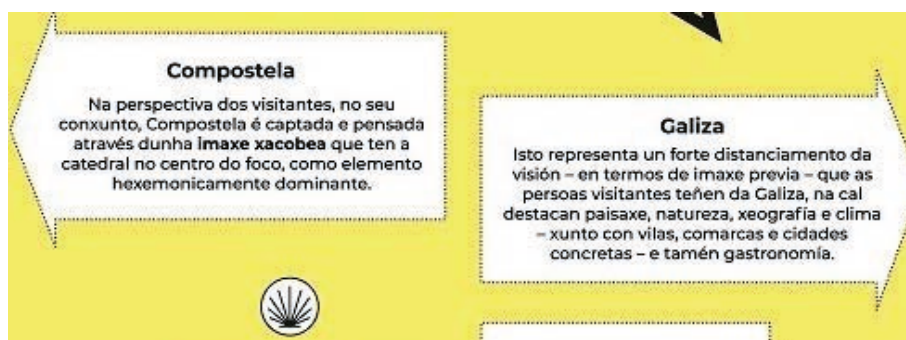 Compostela
Na perspectiva dos visitantes, no seu
conxunto, Compostela é captada e pensada
através dunha imaxe xacobea que ten a
catedral no centro do foco, como elemento
hexemonicamente dominante.
Galiza
Isto representa un forte distanciamento da
visión – en termos de imaxe previa – que as
persoas visitantes teñen da Galiza, na cal
destacan paisaxe, natureza, xeografía e clima
– xunto con vilas, comarcas e cidades
concretas – e tamén gastronomía.